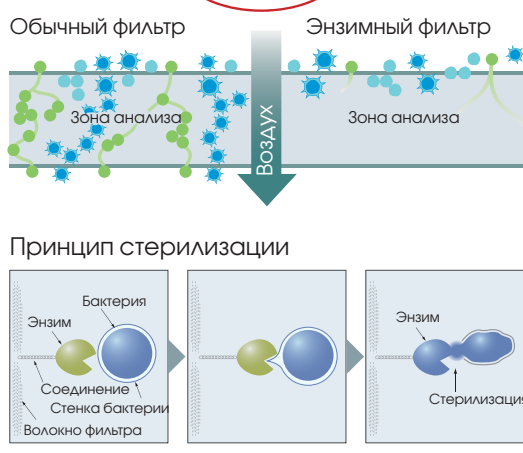 Обычный фильтр
Энзимный фильтр
Зона анализа
Воздух
Зона анализа
Принцип стерилизации
Бактерия
Энзим
Соединение
Стенка бактерии
Волокно фильтра
Энзим
Стерилизация